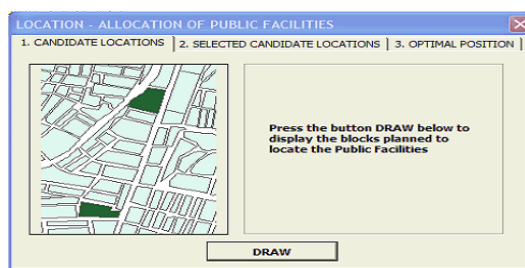 LOCATION - ALLOCATION OF PUBLIC FACILITIES
1. CANDIDATE LOCATIONS
2. SELECTED CANDIDATE LOCATIONS
3. OPTIMAL POSITION
Press the button DRAW below to
display the blocks planned to
locate the Public Facilities
DRAW